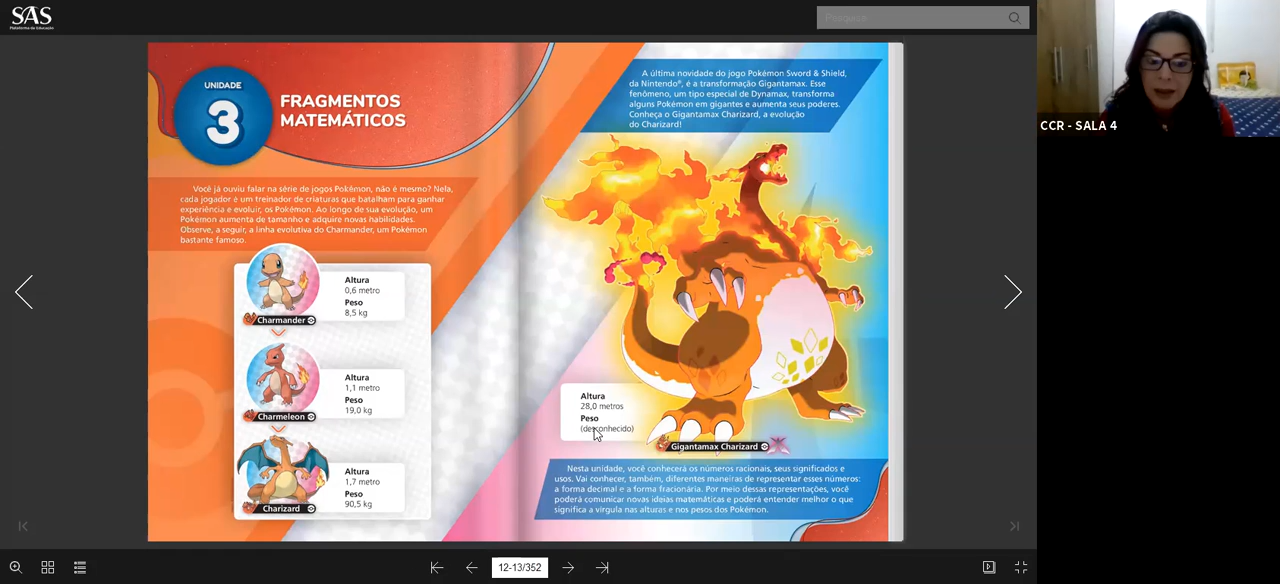 SAS
Plataforma de Educação
Pesquise
CCR - SALA 4
UNIDADE
3
FRAGMENTOS
MATEMÁTICOS
Você já ouviu falar na série de jogos Pokémon, não é mesmo? Nela,
cada jogador é um treinador de criaturas que batalham para ganhar
experiência e evoluir, os Pokémon. Ao longo de sua evolução, um
Pokémon aumenta de tamanho e adquire novas habilidades.
Observe, a seguir, a linha evolutiva do Charmander, um Pokémon
bastante famoso.
Altura
0,6 metro
Peso
8,5 kg
Charmander
Altura
1,1 metro
Peso
19,0 kg
Charmeleon
Altura
1,7 metro
Peso
90,5 kg
Charizard
A última novidade do jogo Pokémon Sword & Shield,
da Nintendo®, é a transformação Gigantamax. Esse
fenômeno, um tipo especial de Dynamax, transforma
alguns Pokémon em gigantes e aumenta seus poderes.
Conheça o Gigantamax Charizard, a evolução
do Charizard!
Altura
28,0 metros
Peso
(desconhecido)
Gigantamax Charizard
Nesta unidade, você conhecerá os números racionais, seus significados e
usos. Vai conhecer, também, diferentes maneiras de representar esses números:
a forma decimal e a forma fracionária. Por meio dessas representações, você
poderá comunicar novas ideias matemáticas e poderá entender melhor o que
significa a vírgula nas alturas e nos pesos dos Pokémon.
12-13/352